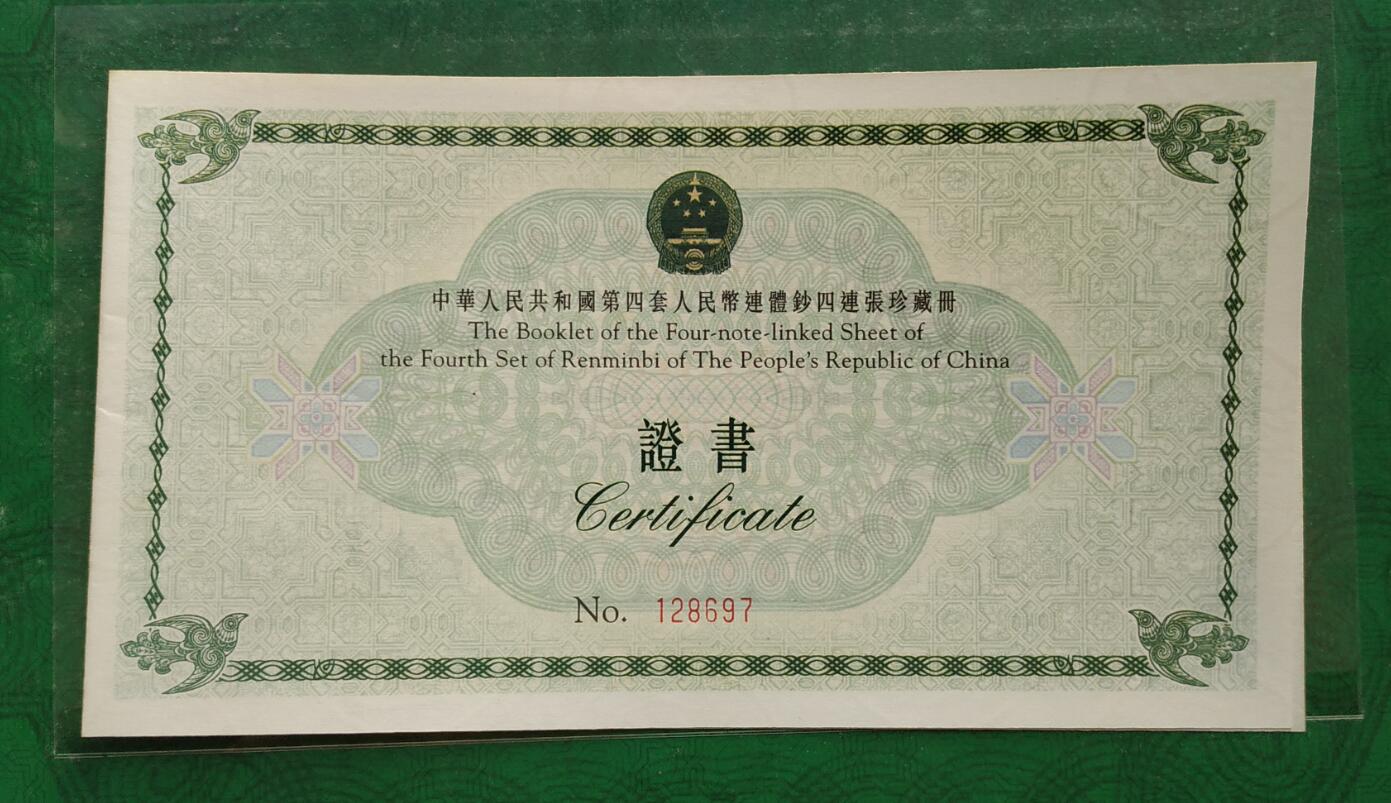 中華人民共和國第四套人民幣連體鈔四連張珍藏冊
The Booklet of the Four-note-linked Sheet of
the Fourth Set of Renminbi of The People's Republic of China
證書
Certificate
No. 128697